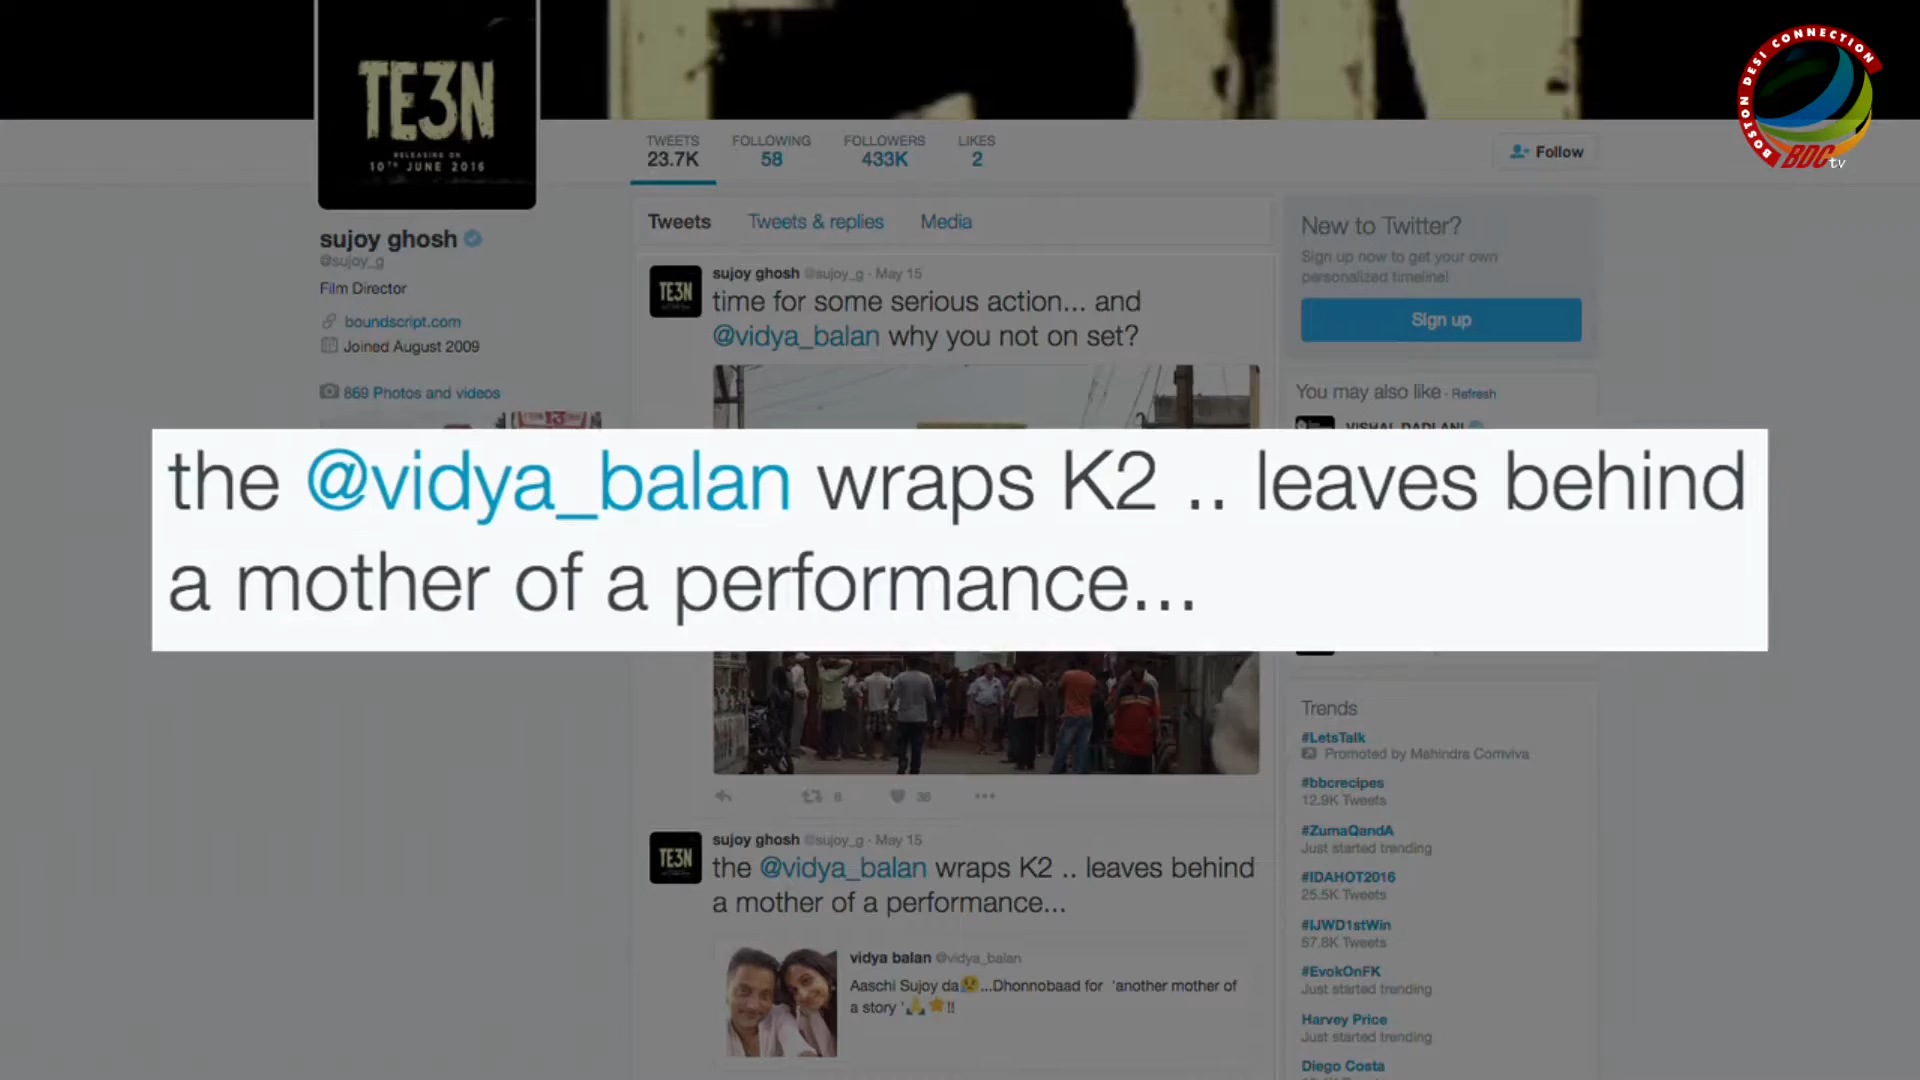 TE3N
RELEASING ON
10TH JUNE 2016
BOSTON DESI CONNECTION
BDC tv
TWEETS
23.7K
FOLLOWING
58
FOLLOWERS
433K
LIKES
2
Follow
sujoy ghosh
@sujoy_g
Film Director
boundscript.com
Joined August 2009
869 Photos and videos
Tweets
Tweets & replies
Media
TE3N
sujoy ghosh @sujoy_g · May 15
time for some serious action... and
@vidya_balan why you not on set?
New to Twitter?
Sign up now to get your own
personalized timeline!
Sign up
You may also like · Refresh
VISHAL DADLANI
the @vidya_balan wraps K2 .. leaves behind
a mother of a performance...
8
36
TE3N
sujoy ghosh @sujoy_g · May 15
the @vidya_balan wraps K2 .. leaves behind
a mother of a performance...
vidya balan @vidya_balan
Aaschi Sujoy da😢...Dhonnobaad for 'another mother of
a story '🙏⭐!!
Trends
#LetsTalk
Promoted by Mahindra Comviva
#bbcrecipes
12.9K Tweets
#ZumaQandA
Just started trending
#IDAHOT2016
25.5K Tweets
#IJWD1stWin
57.8K Tweets
#EvokOnFK
Just started trending
Harvey Price
Just started trending
Diego Costa